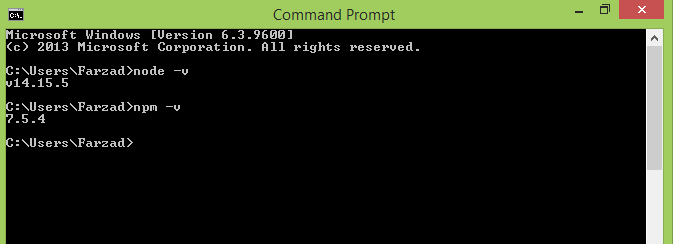 Command Prompt
Microsoft Windows [Version 6.3.9600]
(c) 2013 Microsoft Corporation. All rights reserved.
C:\Users\Farzad>node -v
v14.15.5
C:\Users\Farzad>npm -v
7.5.4
C:\Users\Farzad>